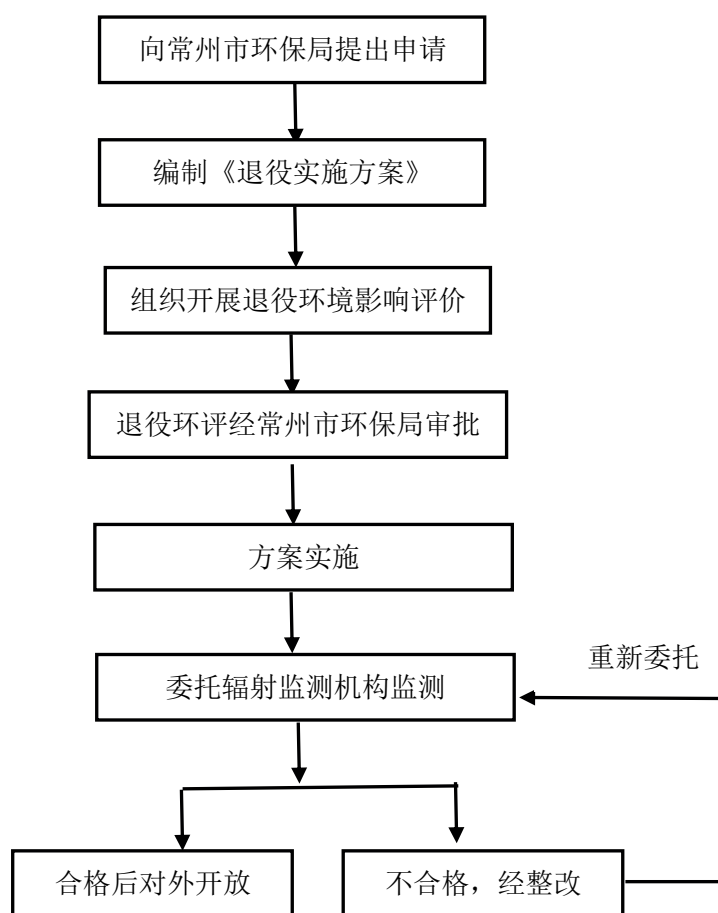 向常州市环保局提出申请
编制《退役实施方案》
组织开展退役环境影响评价
退役环评经常州市环保局审批
方案实施
重新委托
委托辐射监测机构监测
合格后对外开放
不合格，经整改